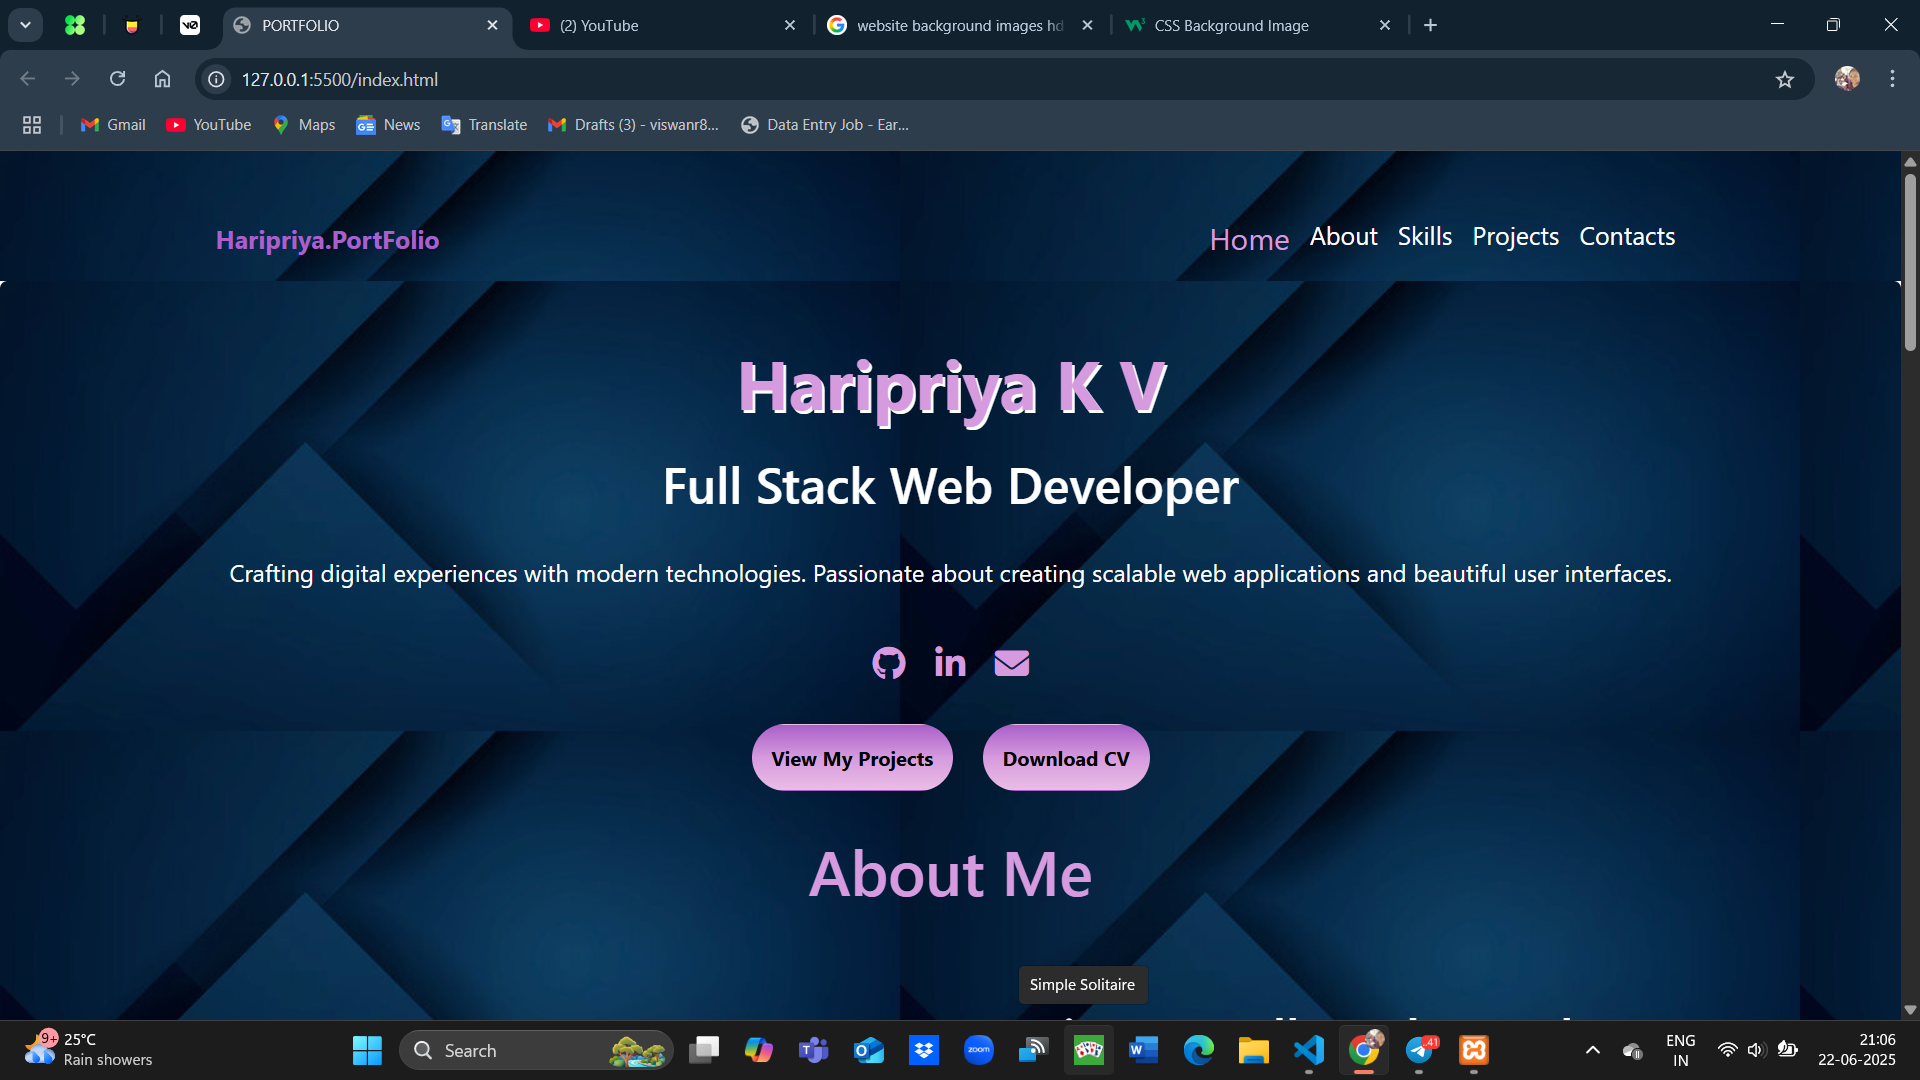 PORTFOLIO
(2) YouTube
website background images hd
CSS Background Image
127.0.0.1:5500/index.html
Gmail
YouTube
Maps
News
Translate
Drafts (3) - viswanr8...
Data Entry Job - Ear...
Haripriya.PortFolio
Home
About
Skills
Projects
Contacts
Haripriya K V
Full Stack Web Developer
Crafting digital experiences with modern technologies. Passionate about creating scalable web applications and beautiful user interfaces.
in
View My Projects
Download CV
About Me
Simple Solitaire
9+
25°C
Rain showers
Search
zoom
41
ENG
IN
21:06
22-06-2025